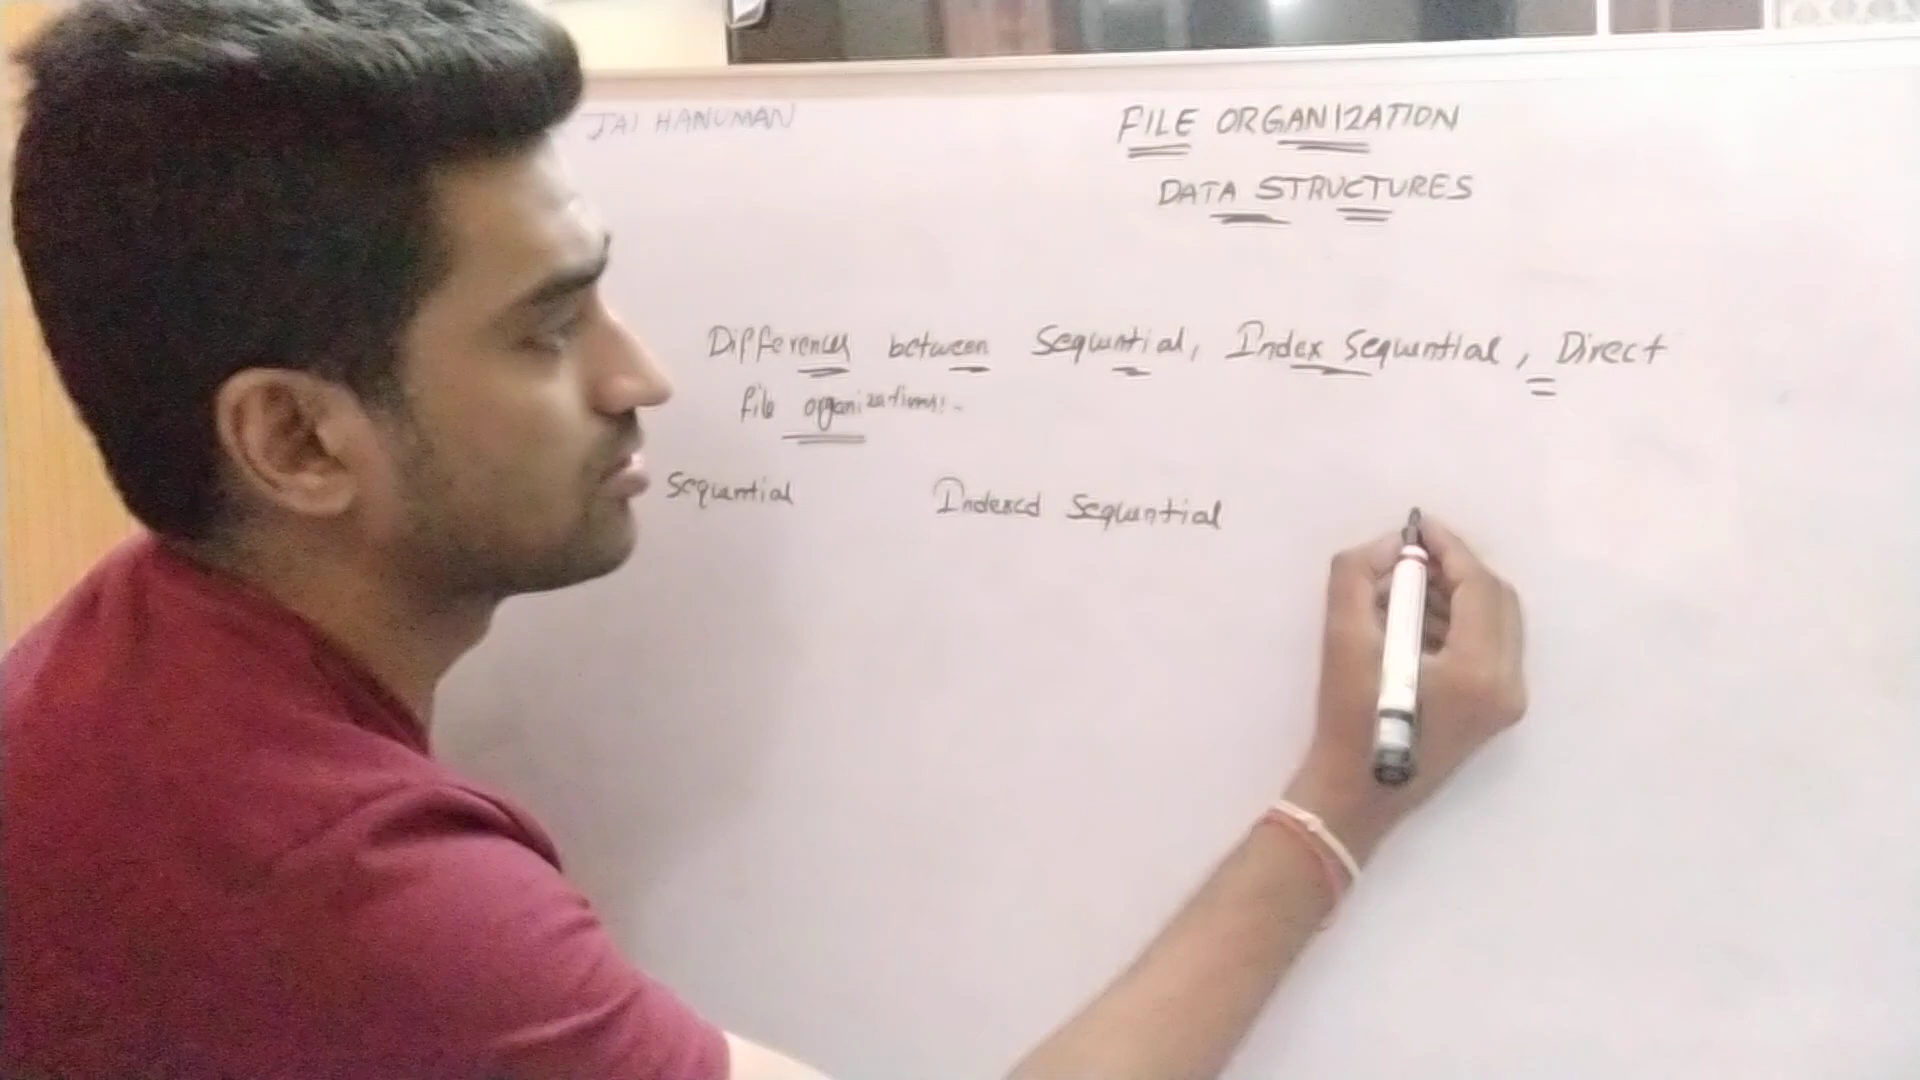 JAI HANUMAN
FILE ORGANIZATION
DATA STRUCTURES
Differences between Sequential, Index Sequential, Direct
file organizations:-
Sequential
Indexed Sequential